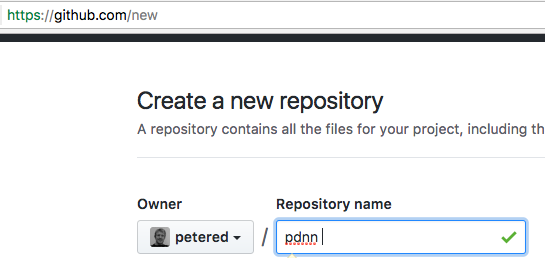 https://github.com/new
Create a new repository
A repository contains all the files for your project, including th
Owner
Repository name
petered / pdnn